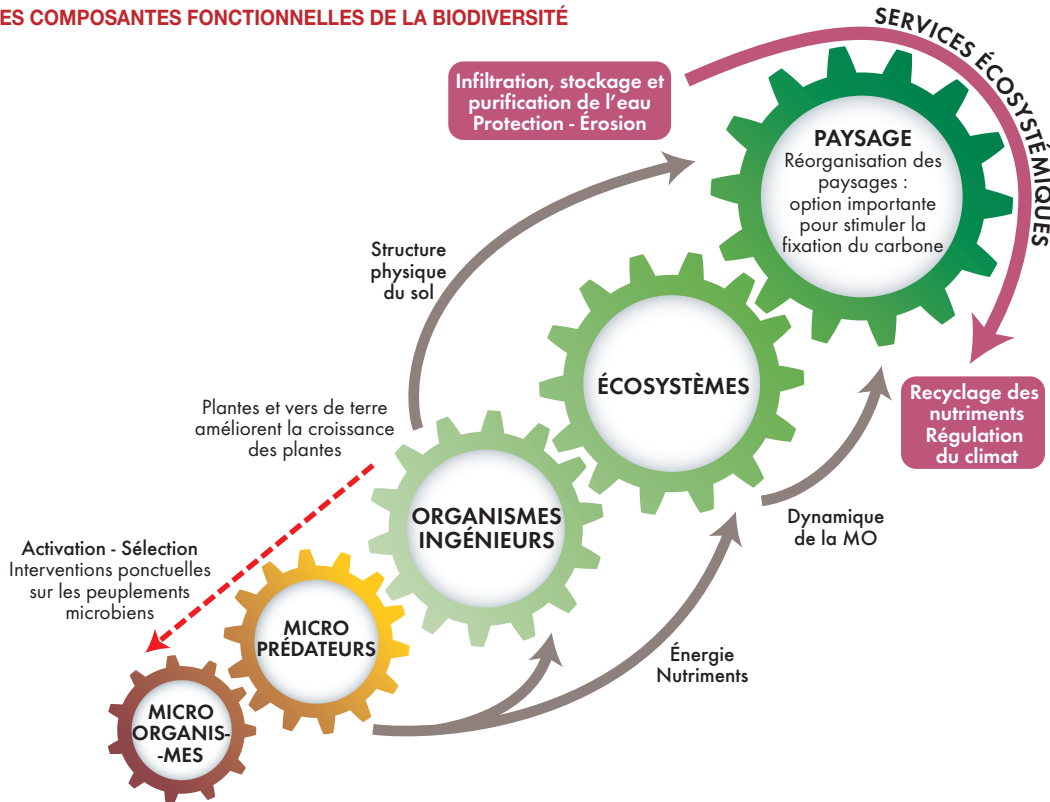 ES COMPOSANTES FONCTIONNELLES DE LA BIODIVERSITÉ
SERVICES ÉCOSYSTÉMIQUES
Infiltration, stockage et
purification de l'eau
Protection - Érosion
PAYSAGE
Réorganisation des
paysages :
option importante
pour stimuler la
fixation du carbone
Structure
physique
du sol
ÉCOSYSTÈMES
Recyclage des
nutriments
Régulation
du climat
Plantes et vers de terre
améliorent la croissance
des plantes
ORGANISMES
INGÉNIEURS
Dynamique
de la MO
Activation - Sélection
Interventions ponctuelles
sur les peuplements
microbiens
MICRO
PRÉDATEURS
Énergie
Nutriments
MICRO
ORGANIS-
-MES